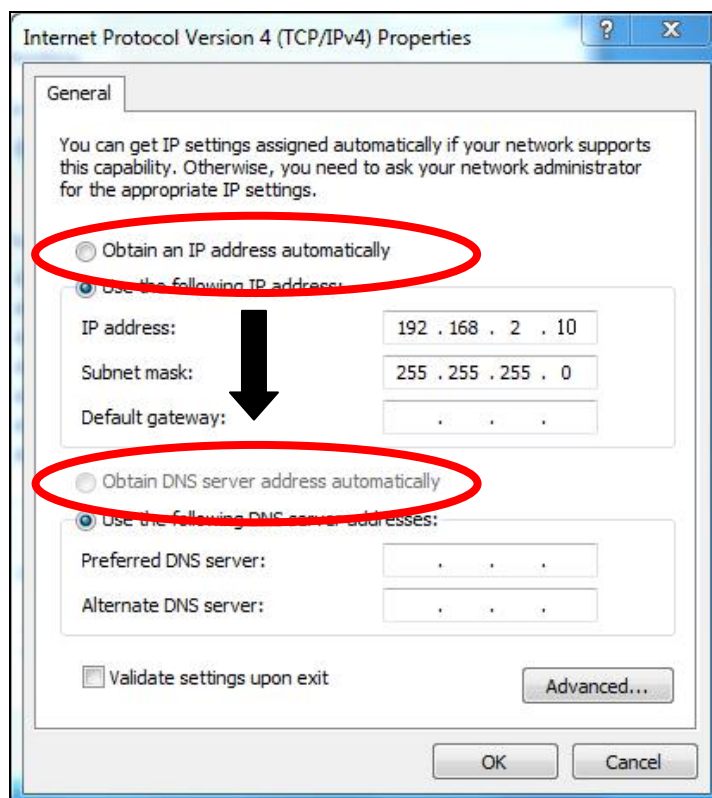 Internet Protocol Version 4 (TCP/IPv4) Properties
?
X
General
You can get IP settings assigned automatically if your network supports
this capability. Otherwise, you need to ask your network administrator
for the appropriate IP settings.
Obtain an IP address automatically
Use the following IP address:
IP address: 192 . 168 . 2 . 10
Subnet mask: 255 . 255 . 255 . 0
Default gateway: . . .
Obtain DNS server address automatically
Use the following DNS server addresses:
Preferred DNS server: . . .
Alternate DNS server: . . .
Validate settings upon exit
Advanced...
OK Cancel